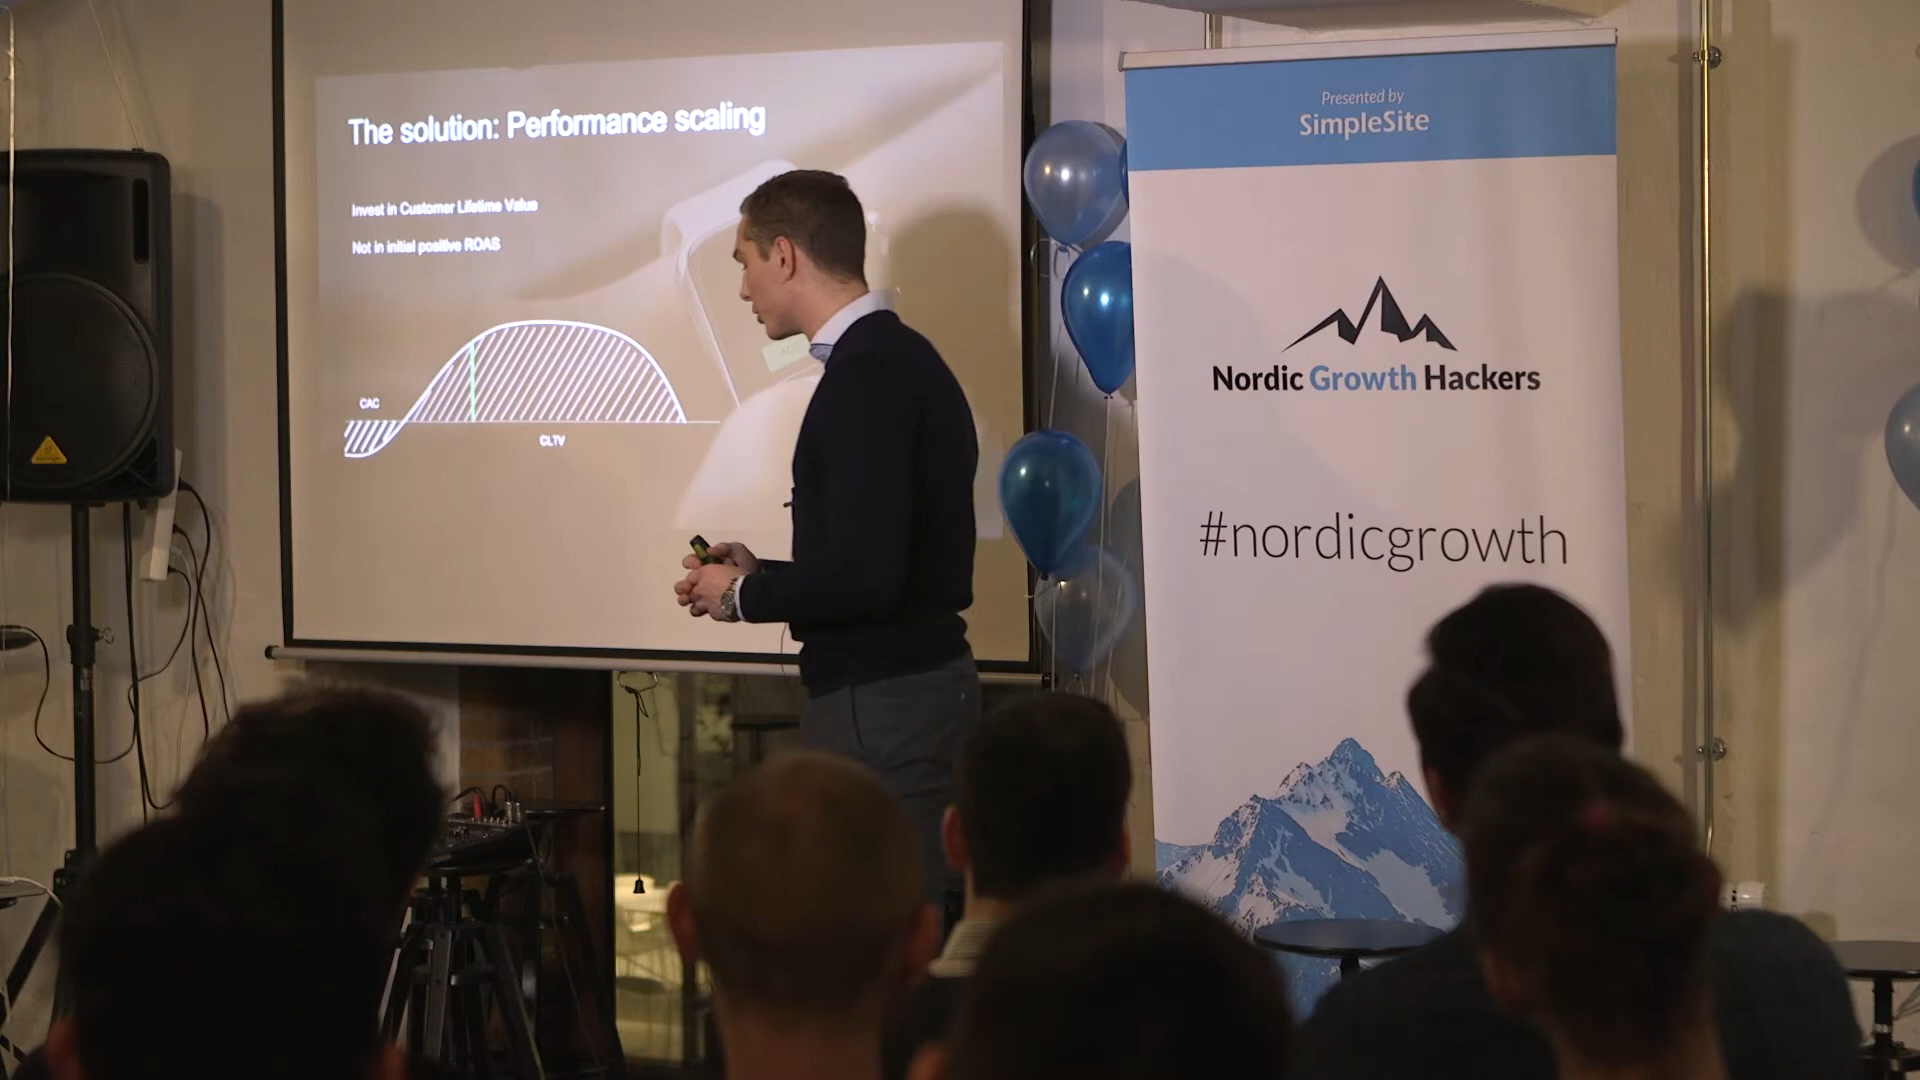 The solution: Performance scaling
Invest in Customer Lifetime Value
Not in initial positive ROAS
CAC
CLTV
Presented by
SimpleSite
Nordic Growth Hackers
#nordicgrowth